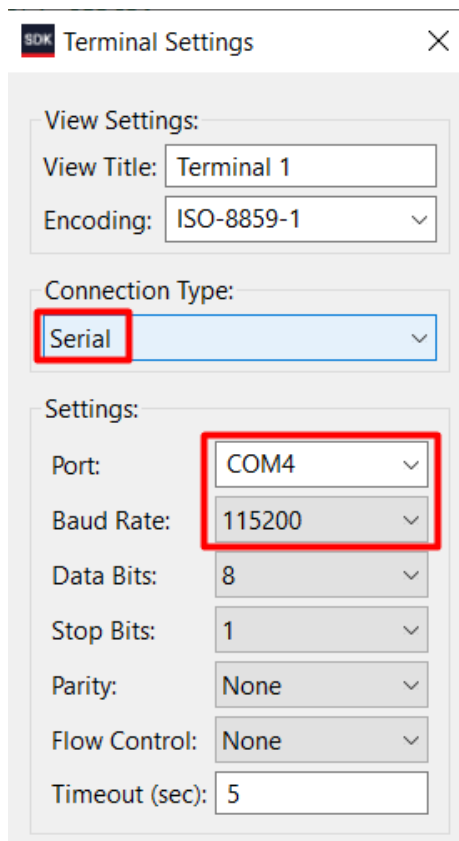 SDK Terminal Settings
View Settings:
View Title: Terminal 1
Encoding: ISO-8859-1
Connection Type:
Serial
Settings:
Port: COM4
Baud Rate: 115200
Data Bits: 8
Stop Bits: 1
Parity: None
Flow Control: None
Timeout (sec): 5